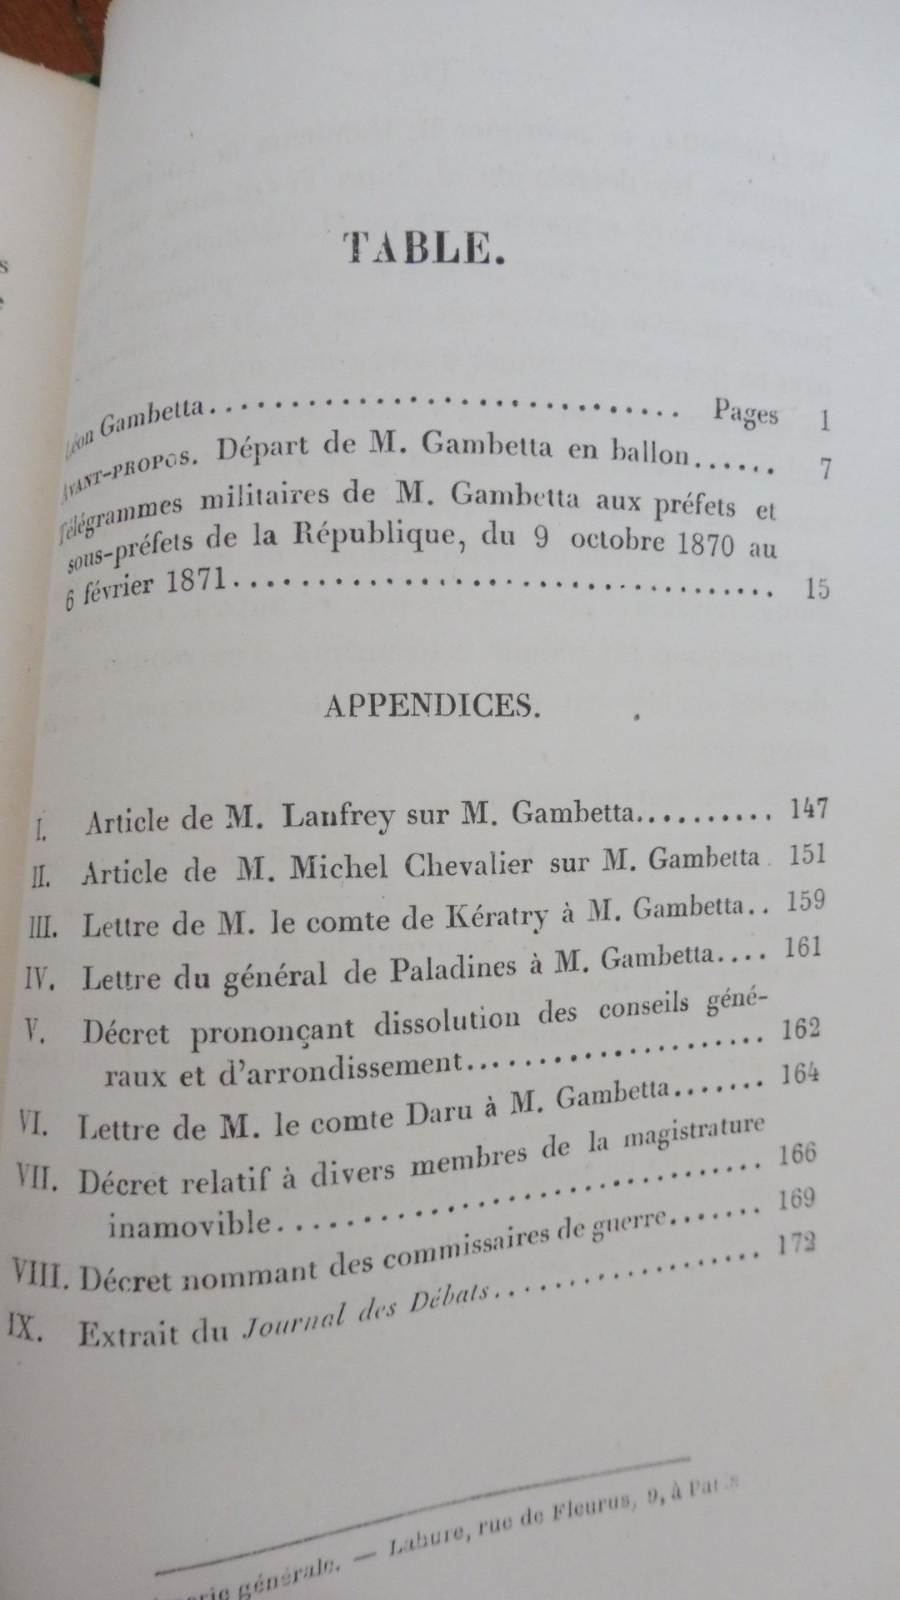 TABLE.
Léon Gambetta.............................. Pages 1
AVANT-PROPOS. Départ de M. Gambetta en ballon...... 7
Télégrammes militaires de M. Gambetta aux préfets et
sous-préfets de la République, du 9 octobre 1870 au
6 février 1871.................................. 15
APPENDICES.
I. Article de M. Lanfrey sur M. Gambetta.......... 147
II. Article de M. Michel Chevalier sur M. Gambetta. 151
III. Lettre de M. le comte de Kératry à M. Gambetta.. 159
IV. Lettre du général de Paladines à M. Gambetta.... 161
V. Décret prononçant dissolution des conseils géné-
raux et d'arrondissement...................... 162
VI. Lettre de M. le comte Daru à M. Gambetta....... 164
VII. Décret relatif à divers membres de la magistrature
inamovible.............................. 166
VIII. Décret nommant des commissaires de guerre....... 169
IX. Extrait du Journal des Débats.................. 172
générale. — Lahure, rue de Fleurus, 9, à Paris